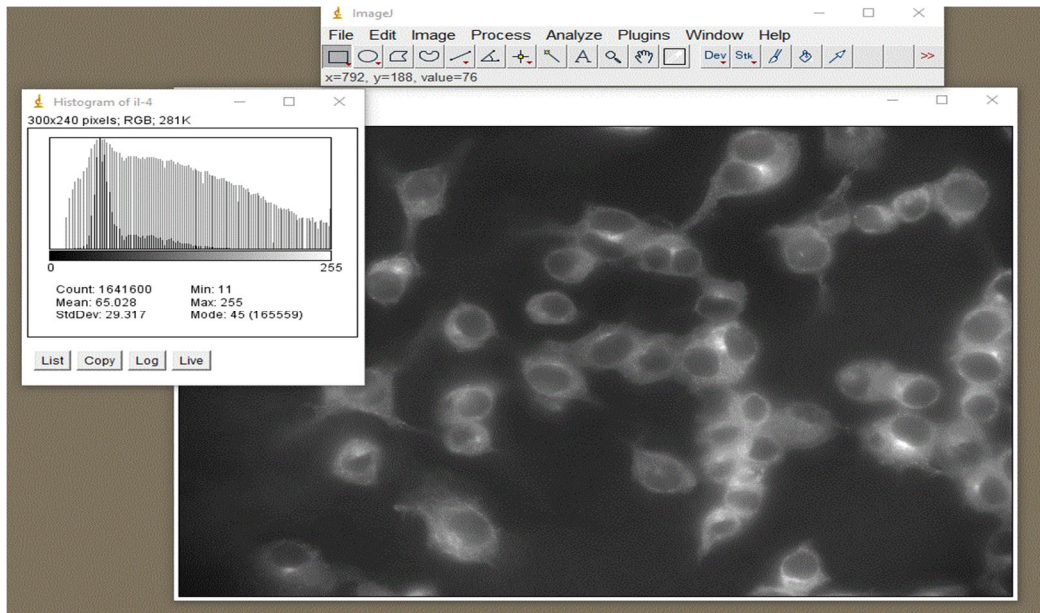 ImageJ
File Edit Image Process Analyze Plugins Window Help
Dev Stk >>
x=792, y=188, value=76
Histogram of il-4
300x240 pixels; RGB; 281K
0 255
Count: 1641600 Min: 11
Mean: 65.028 Max: 255
StdDev: 29.317 Mode: 45 (165559)
List Copy Log Live